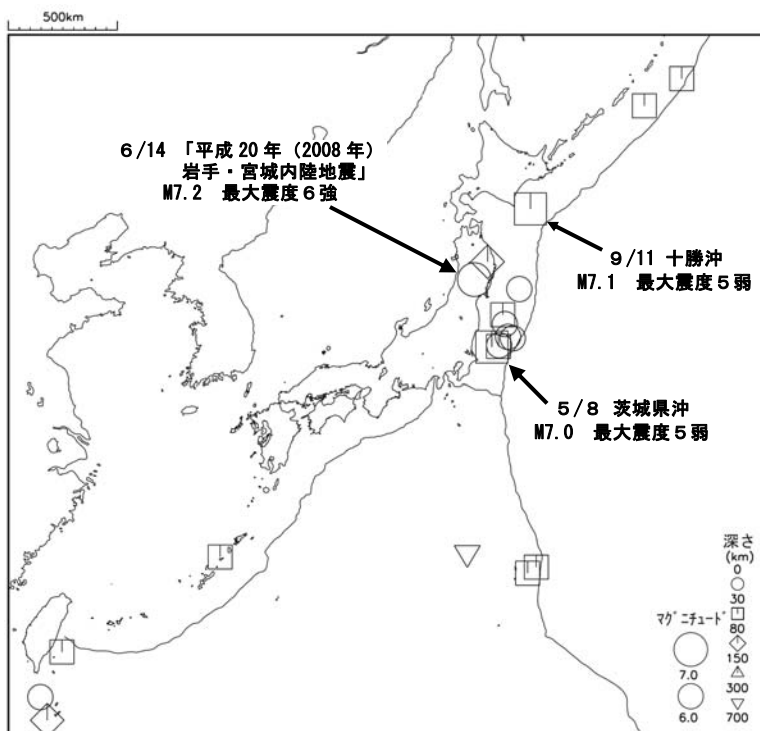 500km
6/14 「平成20年（2008年）
岩手・宮城内陸地震」
M7.2 最大震度６強
9/11 十勝沖
M7.1 最大震度５弱
5/8 茨城県沖
M7.0 最大震度５弱
深さ
(km)
0
30
80
150
300
700
ﾏｸﾞﾆﾁｭｰﾄﾞ
7.0
6.0